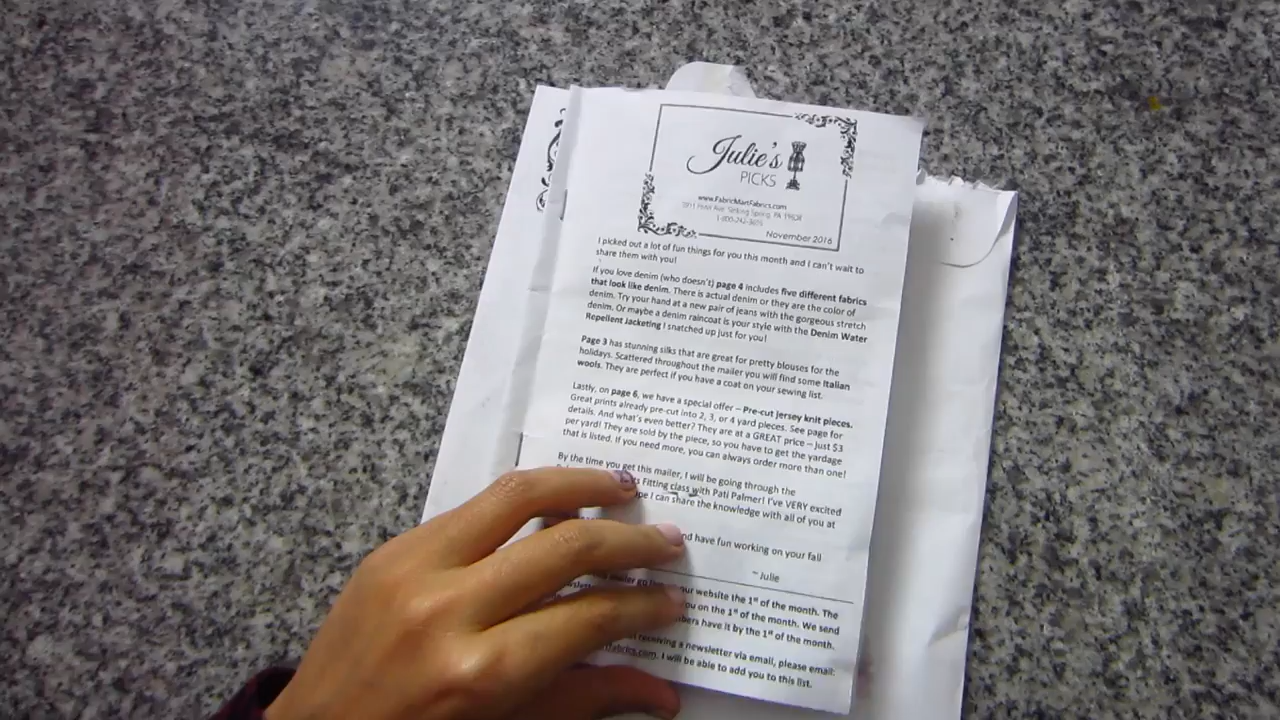 Julie's
PICKS
www.FabricMartFabrics.com
Sinking Spring, PA
November 2016
I picked out a lot of fun things for you this month and I can't wait to
share them with you!
If you love denim (who doesn't) page 4 includes five different fabrics
that look like denim. There is actual denim or they are the color of
denim. Try your hand at a new pair of jeans with the gorgeous stretch
denim. Or maybe a denim raincoat is your style with the Denim Water
Repellent Jacketing I snatched up just for you!
Page 3 has stunning silks that are great for pretty blouses for the
holidays. Scattered throughout the mailer you will find some Italian
wools. They are perfect if you have a coat on your sewing list.
Lastly, on page 6, we have a special offer – Pre-cut Jersey knit pieces.
Great prints already pre-cut into 2, 3, or 4 yard pieces. See page for
details. And what's even better? They are at a GREAT price – Just $3
per yard! They are sold by the piece, so you have to get the yardage
that is listed. If you need more, you can always order more than one!
By the time you get this mailer, I will be going through the
Fitting class with Pati Palmer! I've VERY excited
I can share the knowledge with all of you at
and have fun working on your fall
~ Julie
mailer go our website the 1st of the month. The
on the 1st of the month. We send
have it by the 1st of the month.
receiving a newsletter via email, please email:
I will be able to add you to this list.